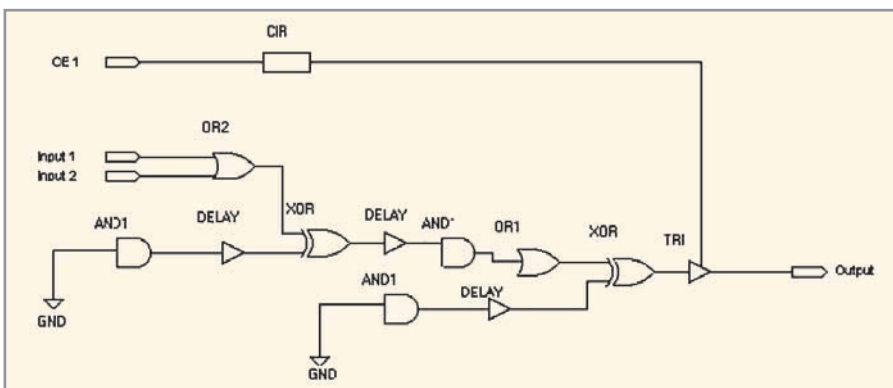 CIR
OE 1
OR2
Input 1
Input 2
AND1
DELAY
XOR
DELAY
AND1
OR1
XOR
TRI
Output
AND1
DELAY
GND
GND